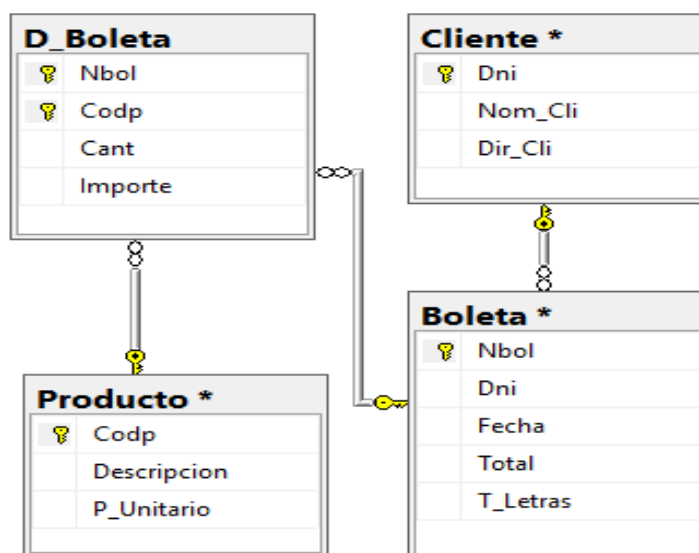 D_Boleta
Nbol
Codp
Cant
Importe
Cliente *
Dni
Nom_Cli
Dir_Cli
Producto *
Codp
Descripcion
P_Unitario
Boleta *
Nbol
Dni
Fecha
Total
T_Letras